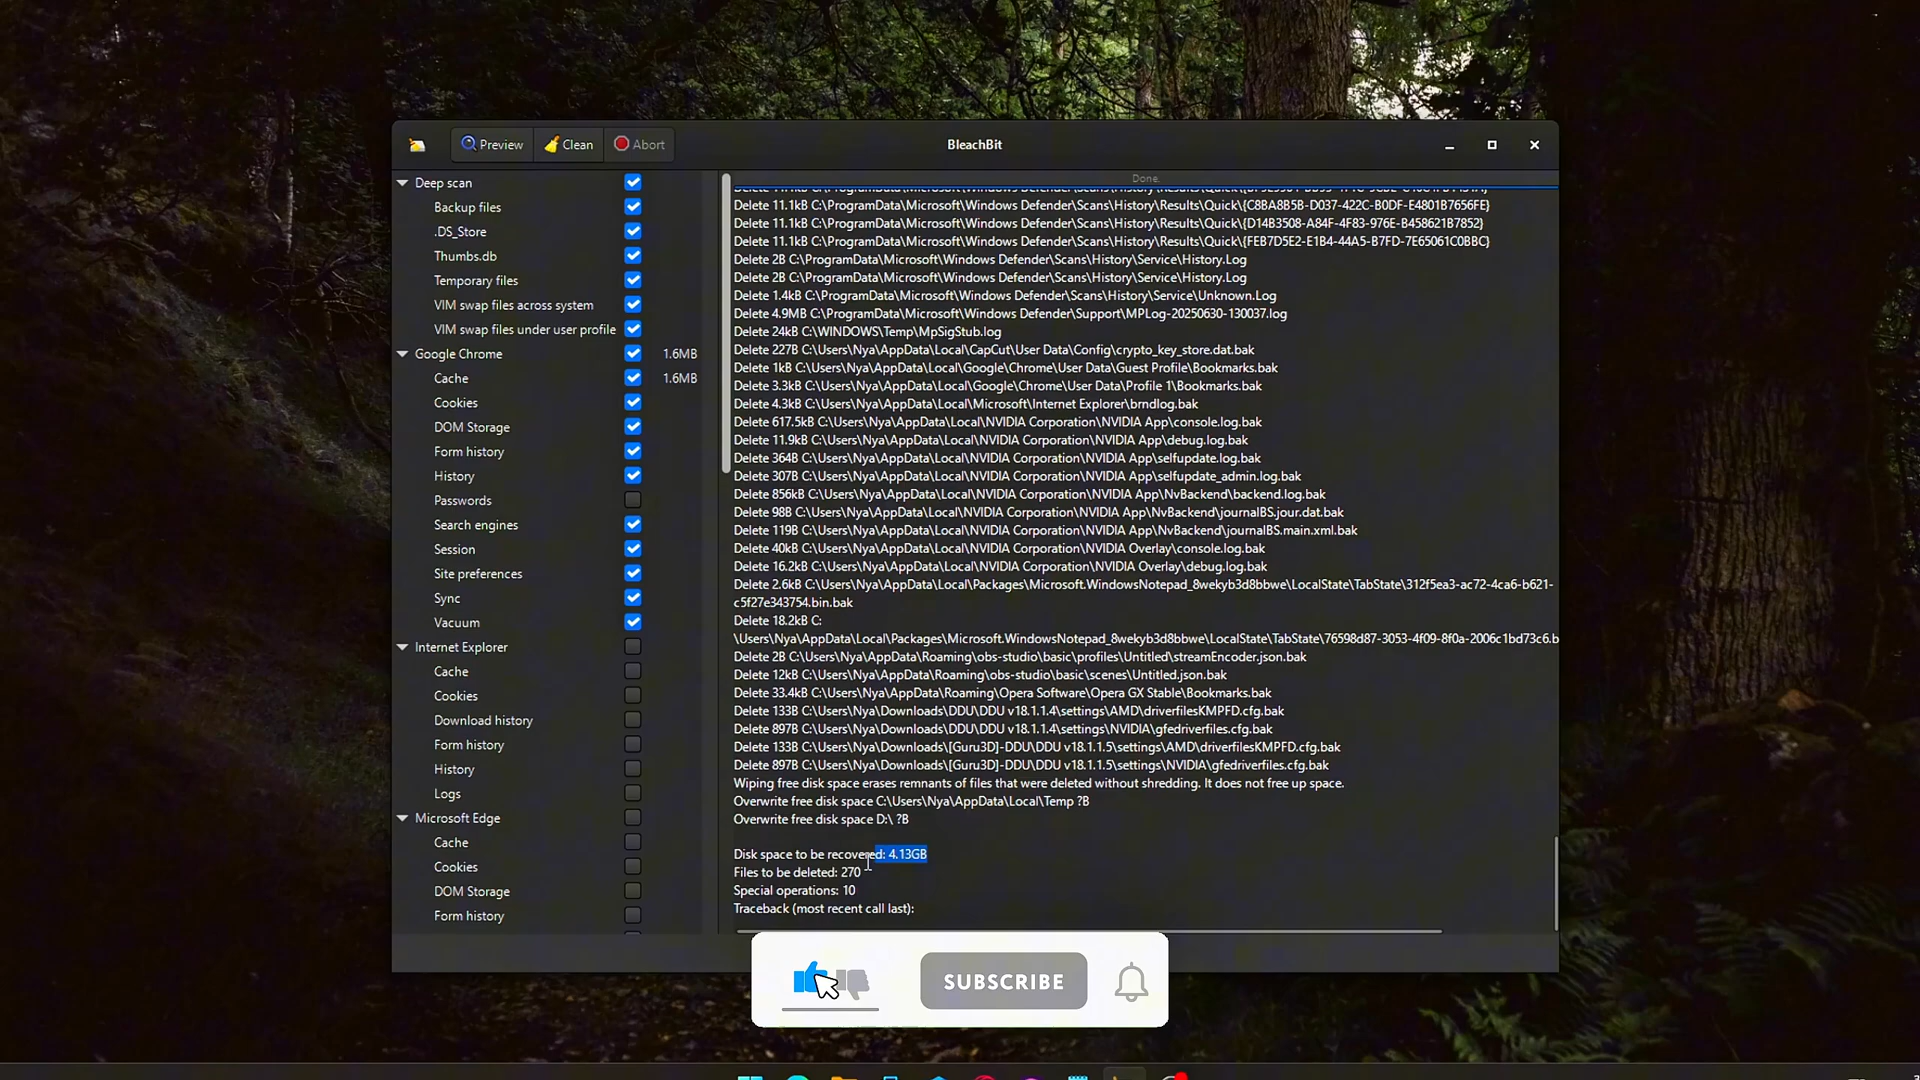 Preview
Clean
Abort
BleachBit
Deep scan
Backup files
.DS_Store
Thumbs.db
Temporary files
VIM swap files across system
VIM swap files under user profile
Google Chrome 1.6MB
Cache 1.6MB
Cookies
DOM Storage
Form history
History
Passwords
Search engines
Session
Site preferences
Sync
Vacuum
Internet Explorer
Cache
Cookies
Download history
Form history
History
Logs
Microsoft Edge
Cache
Cookies
DOM Storage
Form history
Done.
Delete 11.1kB C:\ProgramData\Microsoft\Windows Defender\Scans\History\Results\Quick\{C8BA8B5B-D037-422C-B0DF-E4801B7656FE}
Delete 11.1kB C:\ProgramData\Microsoft\Windows Defender\Scans\History\Results\Quick\{D14B3508-A84F-4F83-976E-B458621B7852}
Delete 11.1kB C:\ProgramData\Microsoft\Windows Defender\Scans\History\Results\Quick\{FEB7D5E2-E1B4-44A5-B7FD-7E65061C0BBC}
Delete 2B C:\ProgramData\Microsoft\Windows Defender\Scans\History\Service\History.Log
Delete 2B C:\ProgramData\Microsoft\Windows Defender\Scans\History\Service\History.Log
Delete 1.4kB C:\ProgramData\Microsoft\Windows Defender\Scans\History\Service\Unknown.Log
Delete 4.9MB C:\ProgramData\Microsoft\Windows Defender\Support\MPLog-20250630-130037.log
Delete 24kB C:\WINDOWS\Temp\MpSigStub.log
Delete 227B C:\Users\Nya\AppData\Local\CapCut\User Data\Config\crypto_key_store.dat.bak
Delete 1kB C:\Users\Nya\AppData\Local\Google\Chrome\User Data\Guest Profile\Bookmarks.bak
Delete 3.3kB C:\Users\Nya\AppData\Local\Google\Chrome\User Data\Profile 1\Bookmarks.bak
Delete 4.3kB C:\Users\Nya\AppData\Local\Microsoft\Internet Explorer\brndlog.bak
Delete 617.5kB C:\Users\Nya\AppData\Local\NVIDIA Corporation\NVIDIA App\console.log.bak
Delete 11.9kB C:\Users\Nya\AppData\Local\NVIDIA Corporation\NVIDIA App\debug.log.bak
Delete 364B C:\Users\Nya\AppData\Local\NVIDIA Corporation\NVIDIA App\selfupdate.log.bak
Delete 307B C:\Users\Nya\AppData\Local\NVIDIA Corporation\NVIDIA App\selfupdate_admin.log.bak
Delete 856kB C:\Users\Nya\AppData\Local\NVIDIA Corporation\NVIDIA App\NvBackend\backend.log.bak
Delete 98B C:\Users\Nya\AppData\Local\NVIDIA Corporation\NVIDIA App\NvBackend\journalBS.jour.dat.bak
Delete 119B C:\Users\Nya\AppData\Local\NVIDIA Corporation\NVIDIA App\NvBackend\journalBS.main.xml.bak
Delete 40kB C:\Users\Nya\AppData\Local\NVIDIA Corporation\NVIDIA Overlay\console.log.bak
Delete 16.2kB C:\Users\Nya\AppData\Local\NVIDIA Corporation\NVIDIA Overlay\debug.log.bak
Delete 2.6kB C:\Users\Nya\AppData\Local\Packages\Microsoft.WindowsNotepad_8wekyb3d8bbwe\LocalState\TabState\312f5ea3-ac72-4ca6-b621-
c5f27e343754.bin.bak
Delete 18.2kB C:
\Users\Nya\AppData\Local\Packages\Microsoft.WindowsNotepad_8wekyb3d8bbwe\LocalState\TabState\76598d87-3053-4f09-8f0a-2006c1bd73c6.b
Delete 2B C:\Users\Nya\AppData\Roaming\obs-studio\basic\profiles\Untitled\streamEncoder.json.bak
Delete 12kB C:\Users\Nya\AppData\Roaming\obs-studio\basic\scenes\Untitled.json.bak
Delete 33.4kB C:\Users\Nya\AppData\Roaming\Opera Software\Opera GX Stable\Bookmarks.bak
Delete 133B C:\Users\Nya\Downloads\DDU\DDU v18.1.1.4\settings\AMD\driverfilesKMPFD.cfg.bak
Delete 897B C:\Users\Nya\Downloads\DDU\DDU v18.1.1.4\settings\NVIDIA\gfedriverfiles.cfg.bak
Delete 133B C:\Users\Nya\Downloads\[Guru3D]-DDU\DDU v18.1.1.5\settings\AMD\driverfilesKMPFD.cfg.bak
Delete 897B C:\Users\Nya\Downloads\[Guru3D]-DDU\DDU v18.1.1.5\settings\NVIDIA\gfedriverfiles.cfg.bak
Wiping free disk space erases remnants of files that were deleted without shredding. It does not free up space.
Overwrite free disk space C:\Users\Nya\AppData\Local\Temp ?B
Overwrite free disk space D:\ ?B
Disk space to be recovered: 4.13GB
Files to be deleted: 270
Special operations: 10
Traceback (most recent call last):
SUBSCRIBE